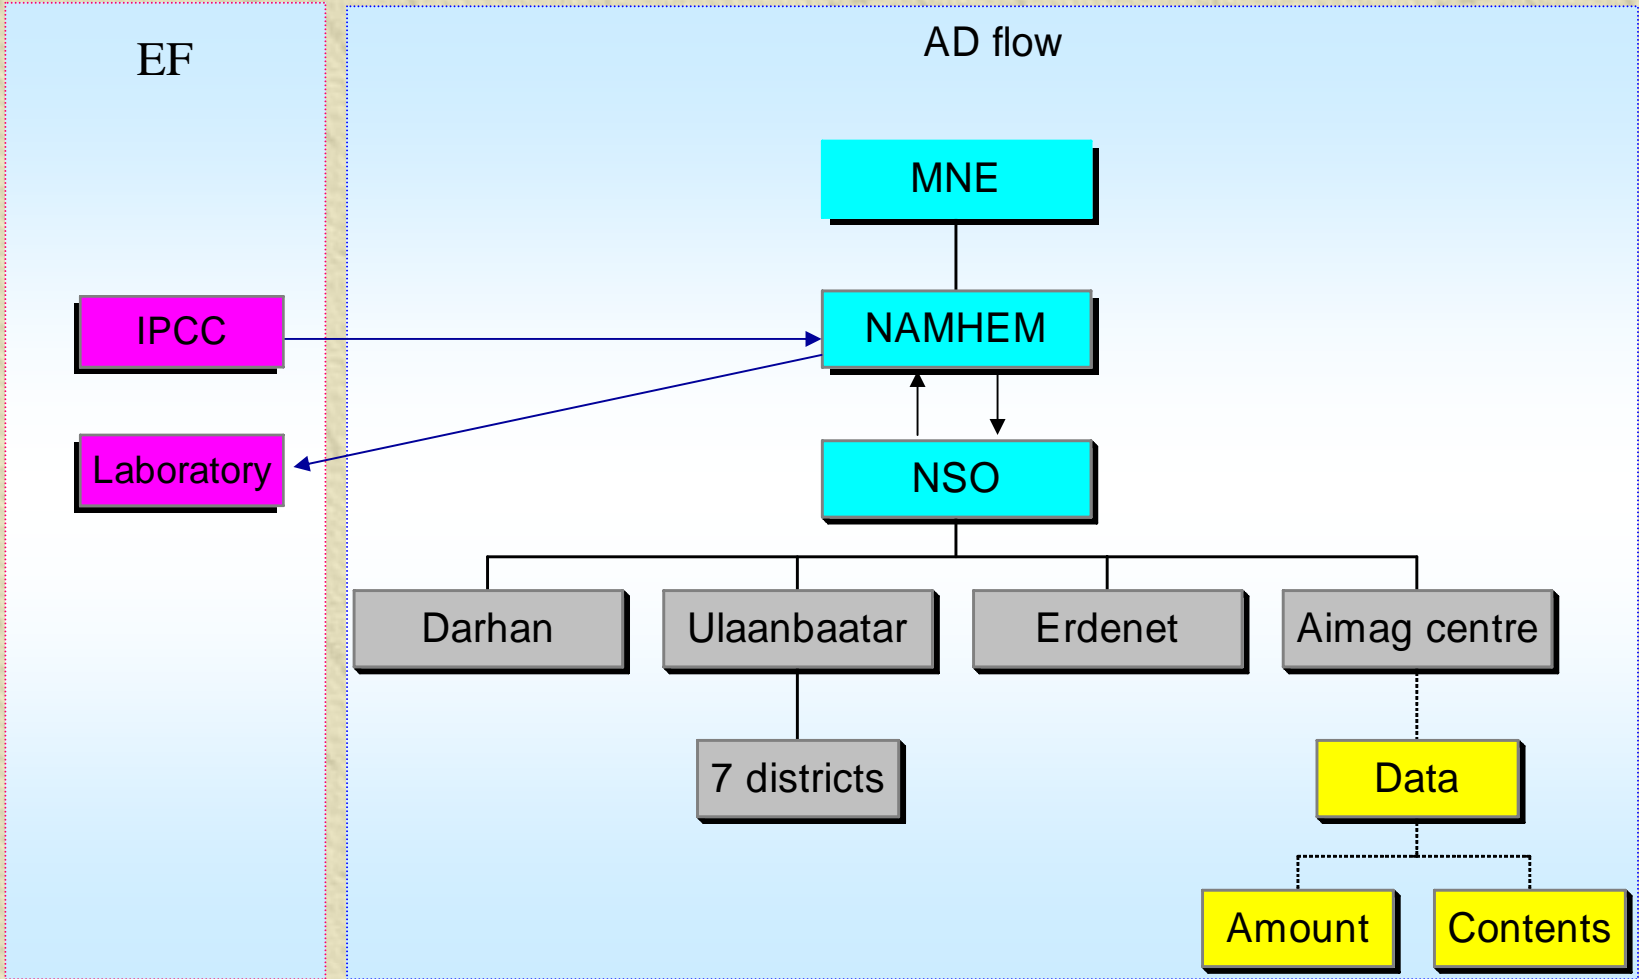 EF
AD flow
MNE
IPCC
NAMHEM
Laboratory
NSO
Darhan
Ulaanbaatar
Erdenet
Aimag centre
7 districts
Data
Amount
Contents